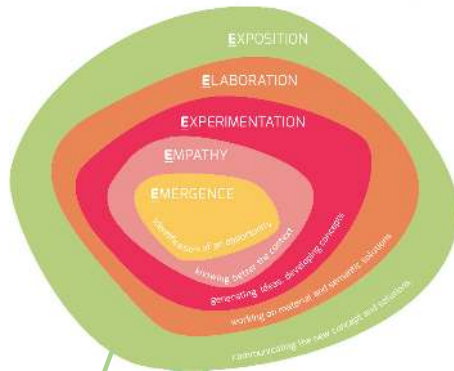 EXPOSITION
ELABORATION
EXPERIMENTATION
EMPATHY
EMERGENCE
identification of an opportunity
knowing better the context
generating ideas, developing concepts
working on material and semantic solutions
communicating the new concept and solutions